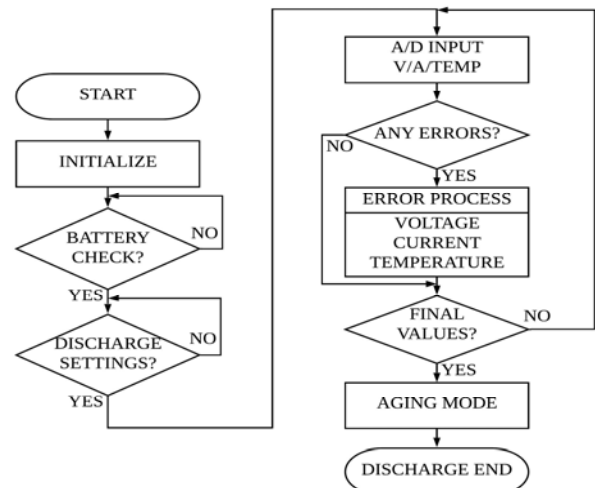 START
INITIALIZE
BATTERY
CHECK?
NO
YES
DISCHARGE
SETTINGS?
NO
YES
A/D INPUT
V/A/TEMP
ANY ERRORS?
NO
YES
ERROR PROCESS
VOLTAGE
CURRENT
TEMPERATURE
FINAL
VALUES?
NO
YES
AGING MODE
DISCHARGE END